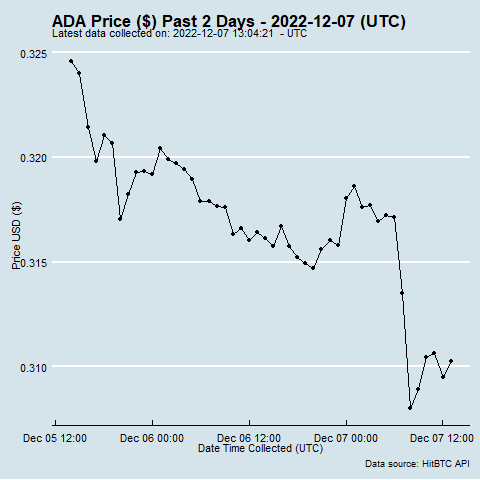 ADA Price ($) Past 2 Days - 2022-12-07 (UTC)
Latest data collected on: 2022-12-07 13:04:21 - UTC
0.325
0.320
0.315
0.310
Price USD ($)
Dec 05 12:00 Dec 06 00:00 Dec 06 12:00 Dec 07 00:00 Dec 07 12:00
Date Time Collected (UTC)
Data source: HitBTC API